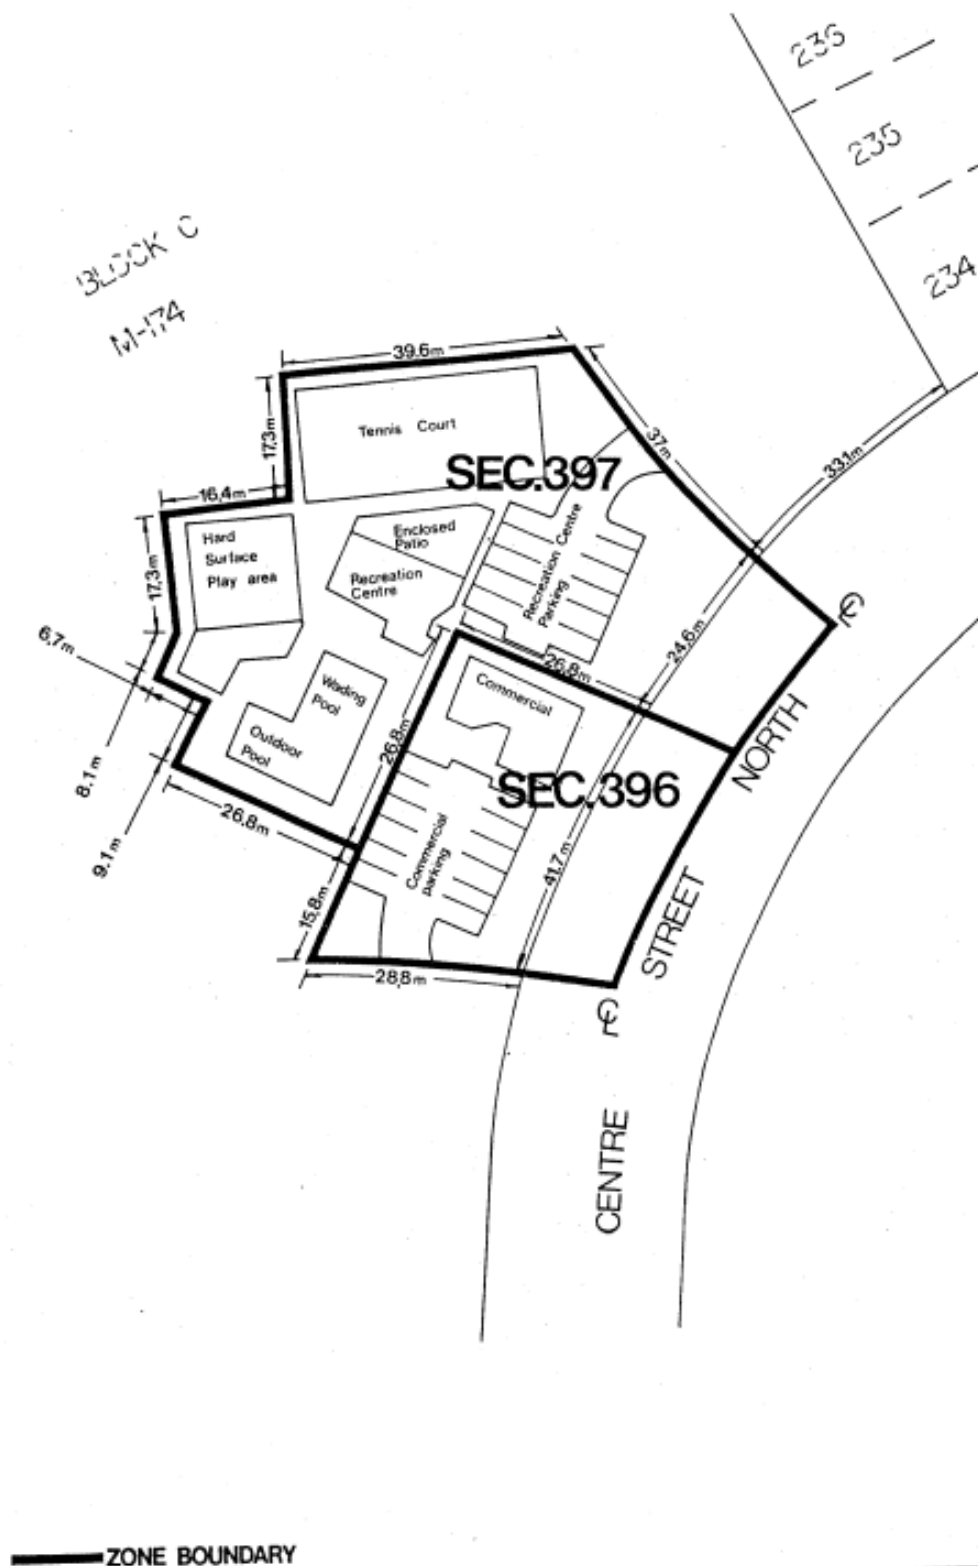 236
235
234
BLOCK C
M-174
39.6m
17.3m
Tennis Court
37m
33.1m
SEC.397
16,4m
Hard
Surface
Play area
Enclosed
Patio
Recreation
Centre
Recreation Centre
Parking
17.3m
6,7m
8.1m
9.1m
24.6m
26,8m
Wading
Pool
Outdoor
Pool
Commercial
26.8m
NORTH
SEC.396
26,8m
Commercial
parking
41.7m
15,8m
STREET
28,8m
CENTRE
ZONE BOUNDARY